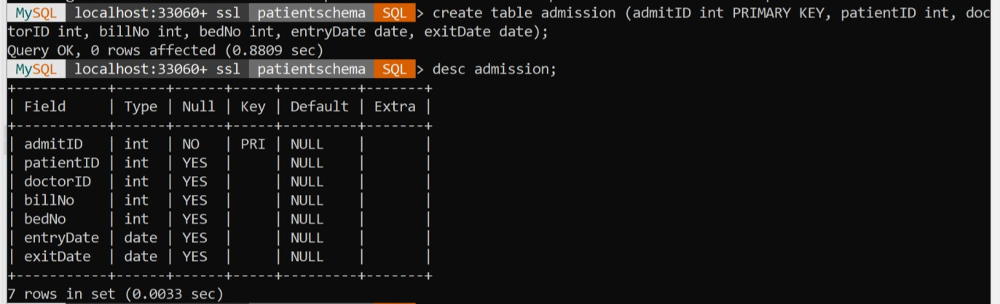 MySQL localhost:33060+ ssl patientschema SQL > create table admission (admitID int PRIMARY KEY, patientID int, doc
torID int, billNo int, bedNo int, entryDate date, exitDate date);
Query OK, 0 rows affected (0.8809 sec)
MySQL localhost:33060+ ssl patientschema SQL > desc admission;
+-----------+------+------+-----+---------+-------+
| Field     | Type | Null | Key | Default | Extra |
+-----------+------+------+-----+---------+-------+
| admitID   | int  | NO   | PRI | NULL    |       |
| patientID | int  | YES  |     | NULL    |       |
| doctorID  | int  | YES  |     | NULL    |       |
| billNo    | int  | YES  |     | NULL    |       |
| bedNo     | int  | YES  |     | NULL    |       |
| entryDate | date | YES  |     | NULL    |       |
| exitDate  | date | YES  |     | NULL    |       |
+-----------+------+------+-----+---------+-------+
7 rows in set (0.0033 sec)